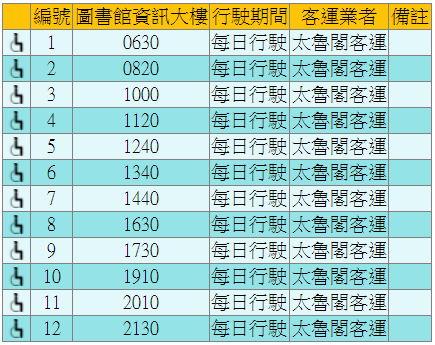 編號 圖書館資訊大樓 行駛期間 客運業者 備註
1 0630 每日行駛 太魯閣客運
2 0820 每日行駛 太魯閣客運
3 1000 每日行駛 太魯閣客運
4 1120 每日行駛 太魯閣客運
5 1240 每日行駛 太魯閣客運
6 1340 每日行駛 太魯閣客運
7 1440 每日行駛 太魯閣客運
8 1630 每日行駛 太魯閣客運
9 1730 每日行駛 太魯閣客運
10 1910 每日行駛 太魯閣客運
11 2010 每日行駛 太魯閣客運
12 2130 每日行駛 太魯閣客運